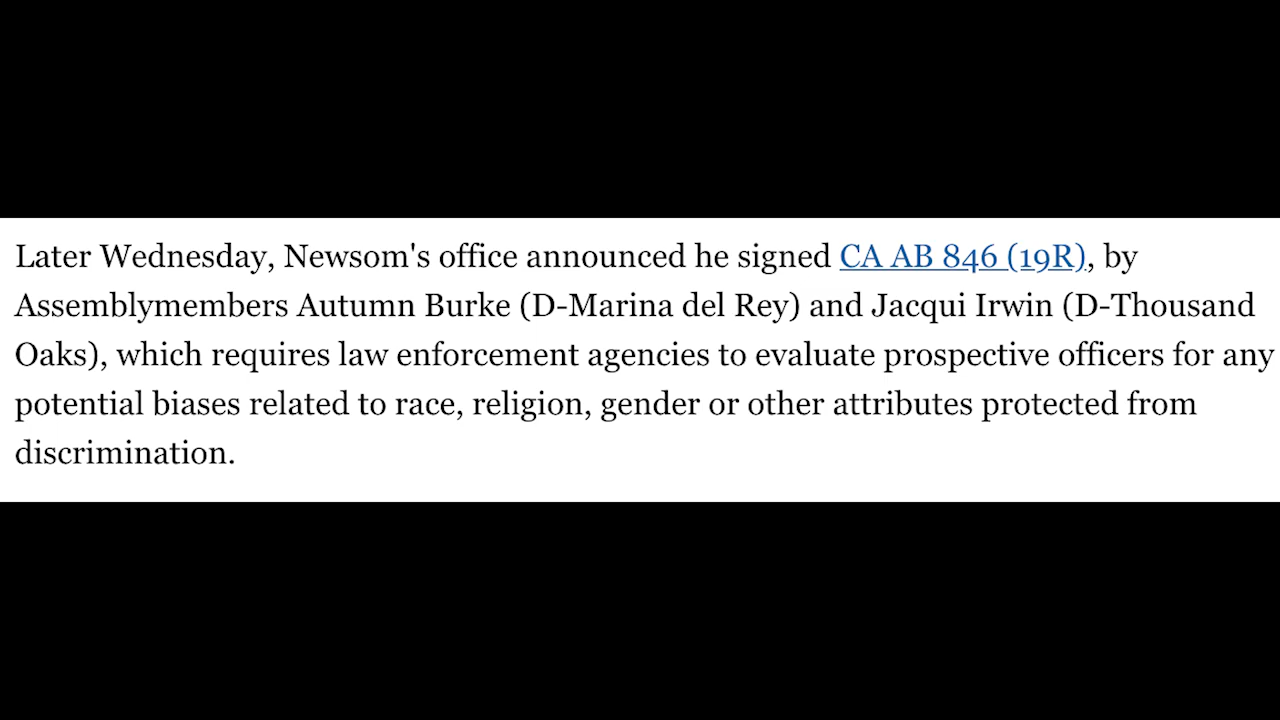 Later Wednesday, Newsom's office announced he signed CA AB 846 (19R), by
Assemblymembers Autumn Burke (D-Marina del Rey) and Jacqui Irwin (D-Thousand
Oaks), which requires law enforcement agencies to evaluate prospective officers for any
potential biases related to race, religion, gender or other attributes protected from
discrimination.